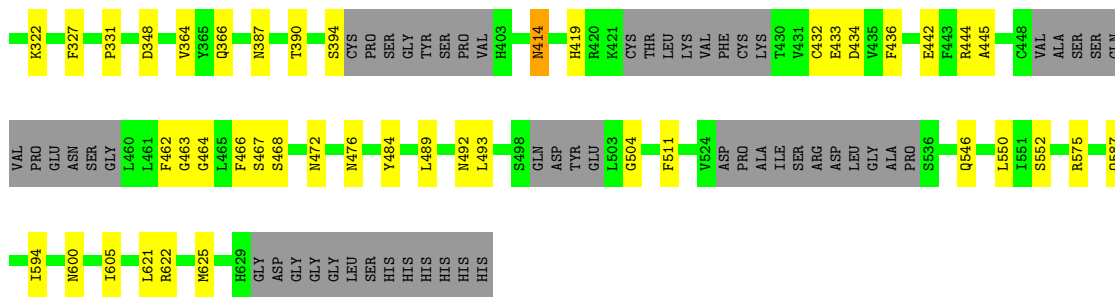 K322 F327 P331 D348 V364 Y365 Q366 N387 T390 S394 CYS PRO SER GLY TYR SER PRO VAL H403 N414 H419 R420 K421 CYS THR LEU LYS VAL PHE CYS LYS T430 V431 C432 E433 D434 V435 F436 E442 F443 R444 A445 C448 VAL ALA SER SER GLN
VAL PRO GLU ASN SER GLY L460 L461 F462 G463 G464 L465 F466 S467 S468 N472 N476 Y484 L489 N492 L493 S498 GLN ASP TYR GLU L503 G504 F511 V524 ASP PRO ALA ILE SER ARG ASP LEU GLY ALA PRO S536 Q546 L550 I551 S552 R575
I594 N600 I605 L621 R622 M625 H629 GLY ASP GLY GLY GLY LEU SER HIS HIS HIS HIS HIS HIS